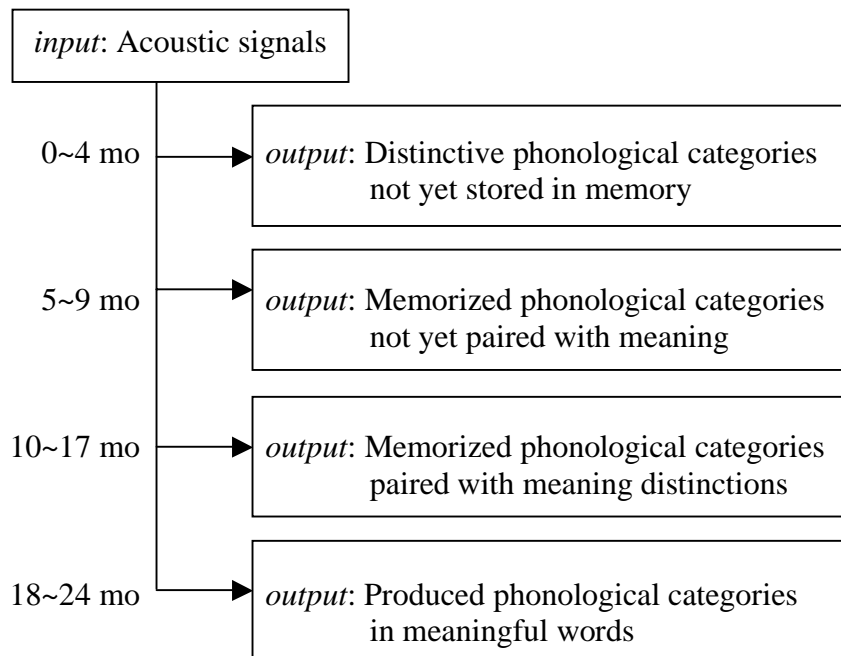 input: Acoustic signals
0~4 mo
output: Distinctive phonological categories
not yet stored in memory
5~9 mo
output: Memorized phonological categories
not yet paired with meaning
10~17 mo
output: Memorized phonological categories
paired with meaning distinctions
18~24 mo
output: Produced phonological categories
in meaningful words